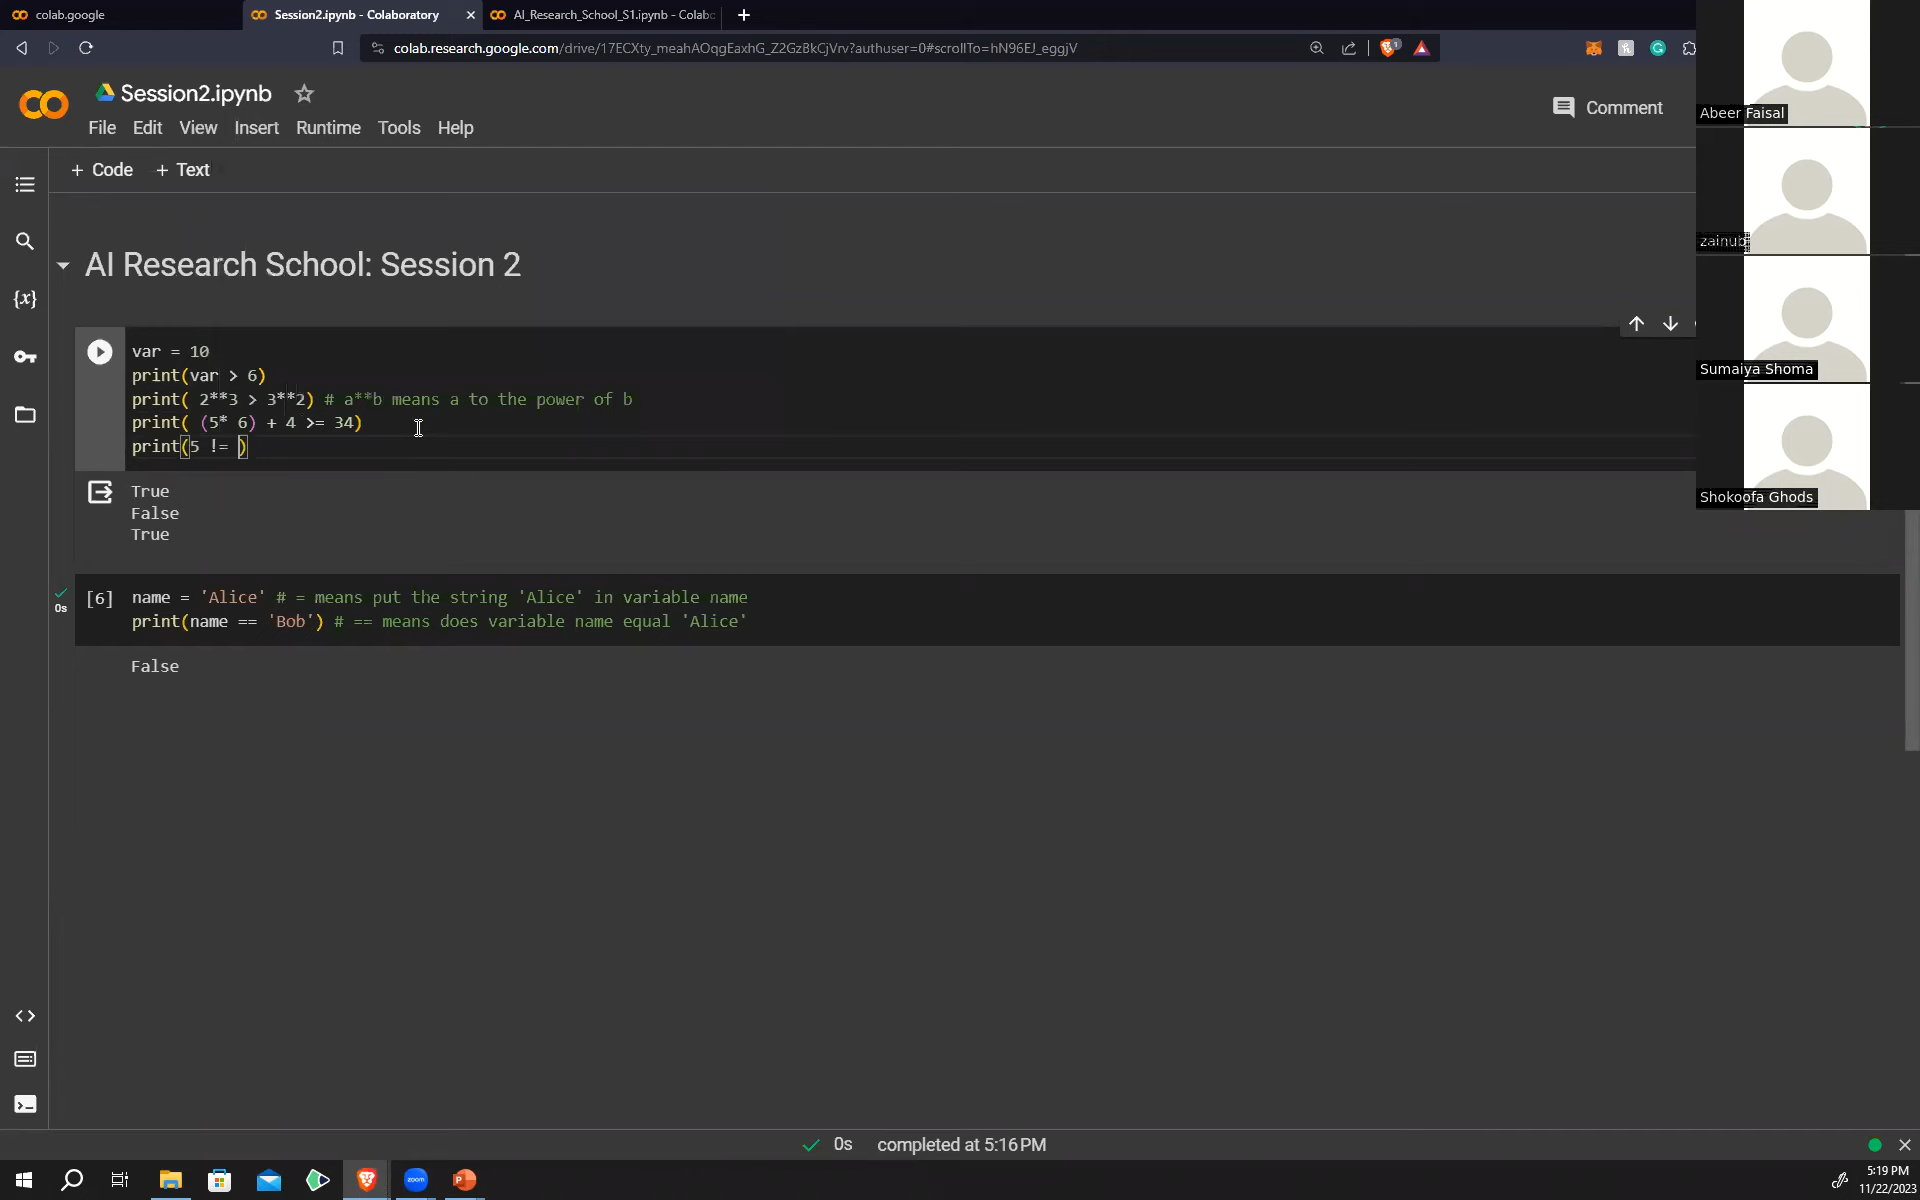 colab.google
Session2.ipynb - Colaboratory
AI_Research_School_S1.ipynb - Colab
colab.research.google.com/drive/17ECXty_meahAOqgEaxhG_Z2GzBkCjVrv?authuser=0#scrollTo=hN96EJ_eggjV
Session2.ipynb
File Edit View Insert Runtime Tools Help
Comment
+ Code + Text
AI Research School: Session 2
var = 10
print(var > 6)
print( 2**3 > 3**2) # a**b means a to the power of b
print( (5* 6) + 4 >= 34)
print(5 != )
True
False
True
0s
[6] name = 'Alice' # = means put the string 'Alice' in variable name
print(name == 'Bob') # == means does variable name equal 'Alice'
False
Abeer Faisal
zainub
Sumaiya Shoma
Shokoofa Ghods
0s completed at 5:16 PM
zoom
5:19 PM
11/22/2023